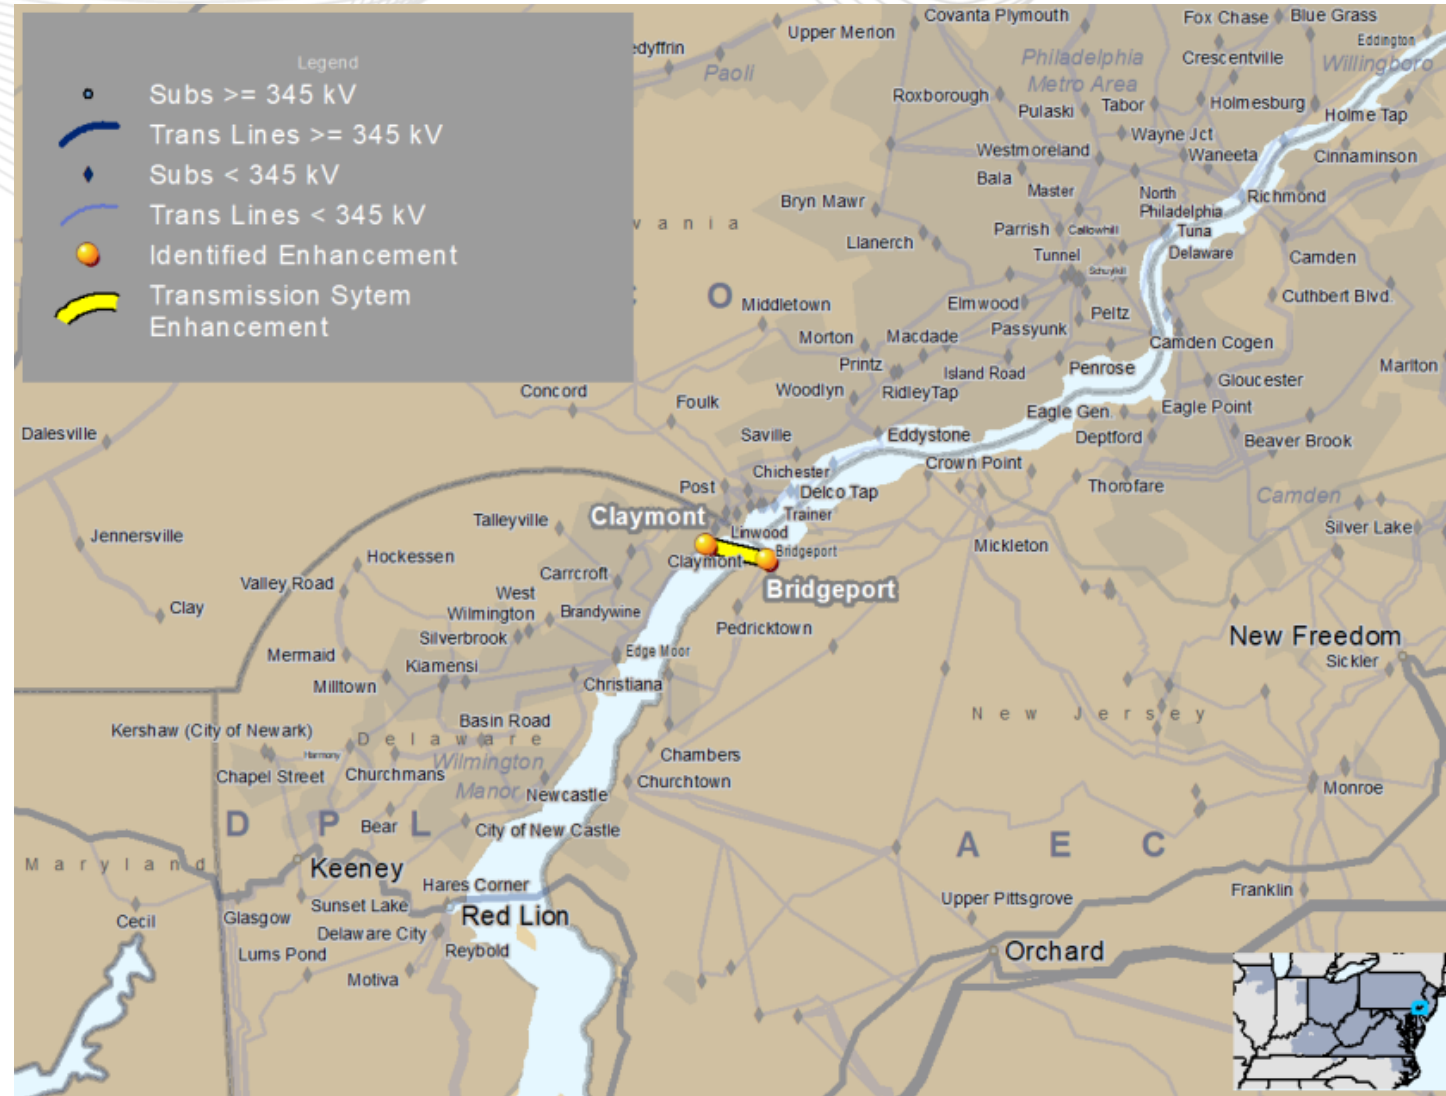 Legend
Subs >= 345 kV
Trans Lines >= 345 kV
Subs < 345 kV
Trans Lines < 345 kV
Identified Enhancement
Transmission Sytem
Enhancement
edyffrin
Upper Merion
Paoli
Covanta Plymouth
Fox Chase
Blue Grass
Eddington
Philadelphia
Metro Area
Crescentville
Willingboro
Roxborough
Pulaski
Tabor
Holmesburg
Holme Tap
Wayne Jct
Westmoreland
Waneeta
Cinnaminson
Bala
Master
North
Philadelphia
Richmond
Bryn Mawr
vania
Llanerch
Parrish
Callowhill
Tuna
Tunnel
Delaware
Camden
Schuylkill
O
Middletown
Elmwood
Peltz
Cuthbert Blvd.
Morton
Macdade
Passyunk
Camden Cogen
Printz
Island Road
Penrose
Marlton
Concord
Woodlyn
RidleyTap
Gloucester
Foulk
Eagle Gen.
Eagle Point
Dalesville
Saville
Eddystone
Deptford
Beaver Brook
Chichester
Crown Point
Post
Delco Tap
Thorofare
Camden
Claymont
Trainer
Talleyville
Linwood
Silver Lake
Jennersville
Hockessen
Claymont
Bridgeport
Mickleton
Valley Road
Carrcroft
Bridgeport
West
Wilmington
Brandywine
Clay
Silverbrook
Pedricktown
New Freedom
Mermaid
Kiamensi
Edge Moor
Sickler
Milltown
Christiana
Basin Road
New Jersey
Kershaw (City of Newark)
Delaware
Harmony
Wilmington
Manor
Chambers
Chapel Street
Churchmans
Churchtown
Newcastle
Monroe
D P L
Bear
City of New Castle
A E C
Maryland
Keeney
Hares Corner
Franklin
Sunset Lake
Upper Pittsgrove
Cecil
Glasgow
Red Lion
Delaware City
Lums Pond
Reybold
Orchard
Motiva